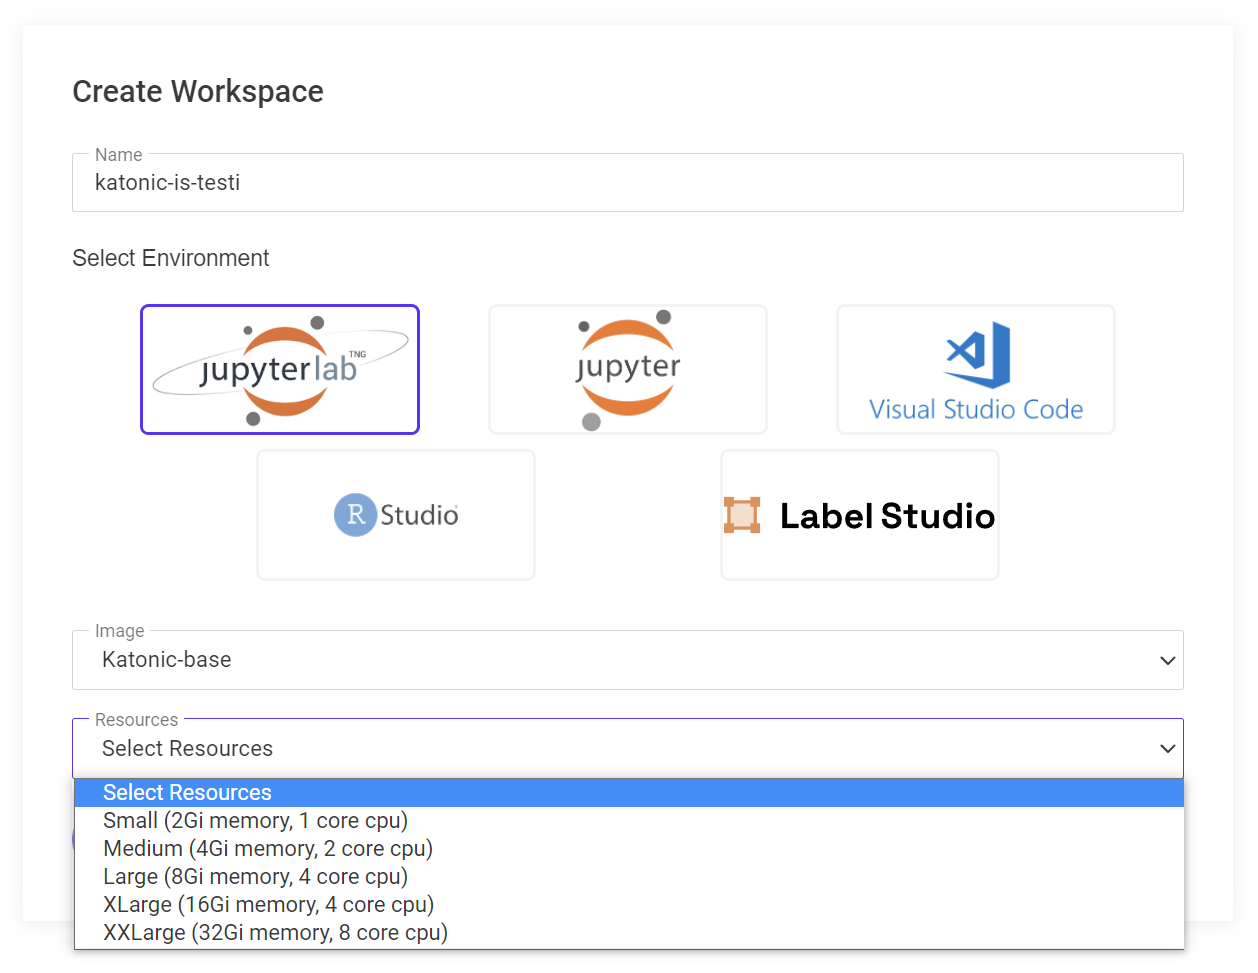 Create Workspace
Name
katonic-is-testi
Select Environment
jupyterlab TNG
jupyter
Visual Studio Code
R Studio
Label Studio
Image
Katonic-base
Resources
Select Resources
Select Resources
Small (2Gi memory, 1 core cpu)
Medium (4Gi memory, 2 core cpu)
Large (8Gi memory, 4 core cpu)
XLarge (16Gi memory, 4 core cpu)
XXLarge (32Gi memory, 8 core cpu)